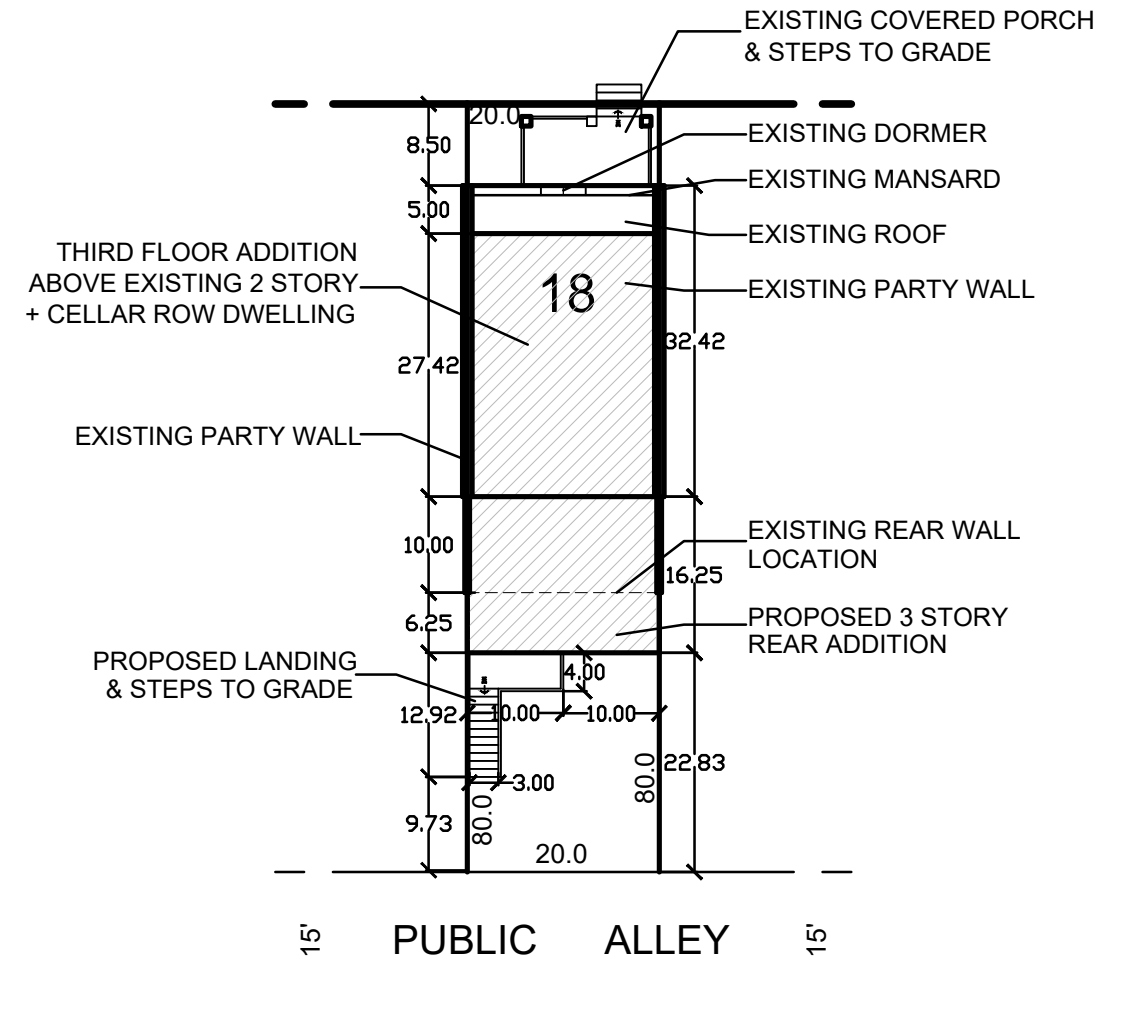 EXISTING COVERED PORCH
& STEPS TO GRADE
20.0
8.50
EXISTING DORMER
EXISTING MANSARD
5.00
EXISTING ROOF
THIRD FLOOR ADDITION
ABOVE EXISTING 2 STORY
+ CELLAR ROW DWELLING
18
EXISTING PARTY WALL
32.42
27.42
EXISTING PARTY WALL
10.00
EXISTING REAR WALL
LOCATION
16.25
6.25
PROPOSED 3 STORY
REAR ADDITION
PROPOSED LANDING
& STEPS TO GRADE
4.00
12.92
10.00
10.00
22.83
3.00
80.0
80.0
9.73
20.0
15'
PUBLIC ALLEY
15'